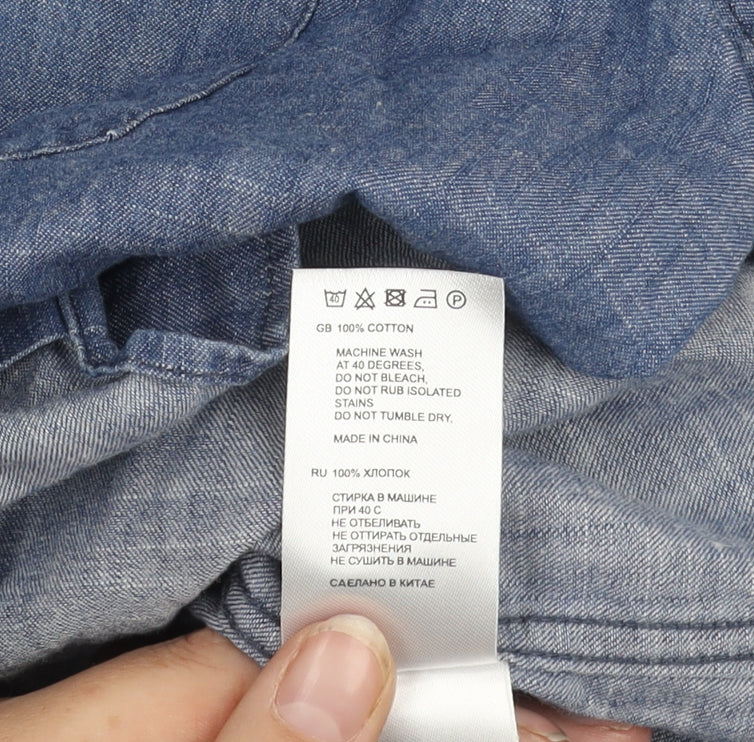 40 P
GB 100% COTTON
MACHINE WASH
AT 40 DEGREES,
DO NOT BLEACH,
DO NOT RUB ISOLATED
STAINS
DO NOT TUMBLE DRY,
MADE IN CHINA
RU 100% ХЛОПОК
СТИРКА В МАШИНЕ
ПРИ 40 С
НЕ ОТБЕЛИВАТЬ
НЕ ОТТИРАТЬ ОТДЕЛЬНЫЕ
ЗАГРЯЗНЕНИЯ
НЕ СУШИТЬ В МАШИНЕ
СДЕЛАНО В КИТАЕ